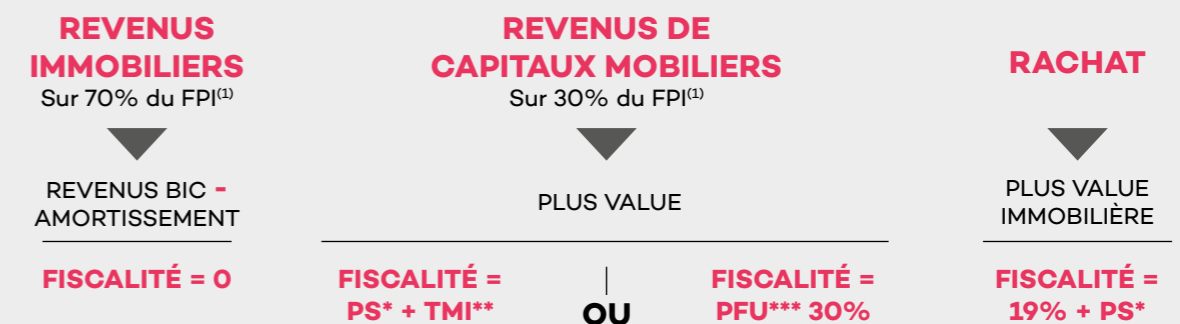 REVENUS
IMMOBILIERS
Sur 70% du FPI(1)
REVENUS BIC -
AMORTISSEMENT
FISCALITÉ = 0
REVENUS DE
CAPITAUX MOBILIERS
Sur 30% du FPI(1)
PLUS VALUE
FISCALITÉ =
PS* + TMI**
OU
FISCALITÉ =
PFU*** 30%
RACHAT
PLUS VALUE
IMMOBILIÈRE
FISCALITÉ =
19% + PS*